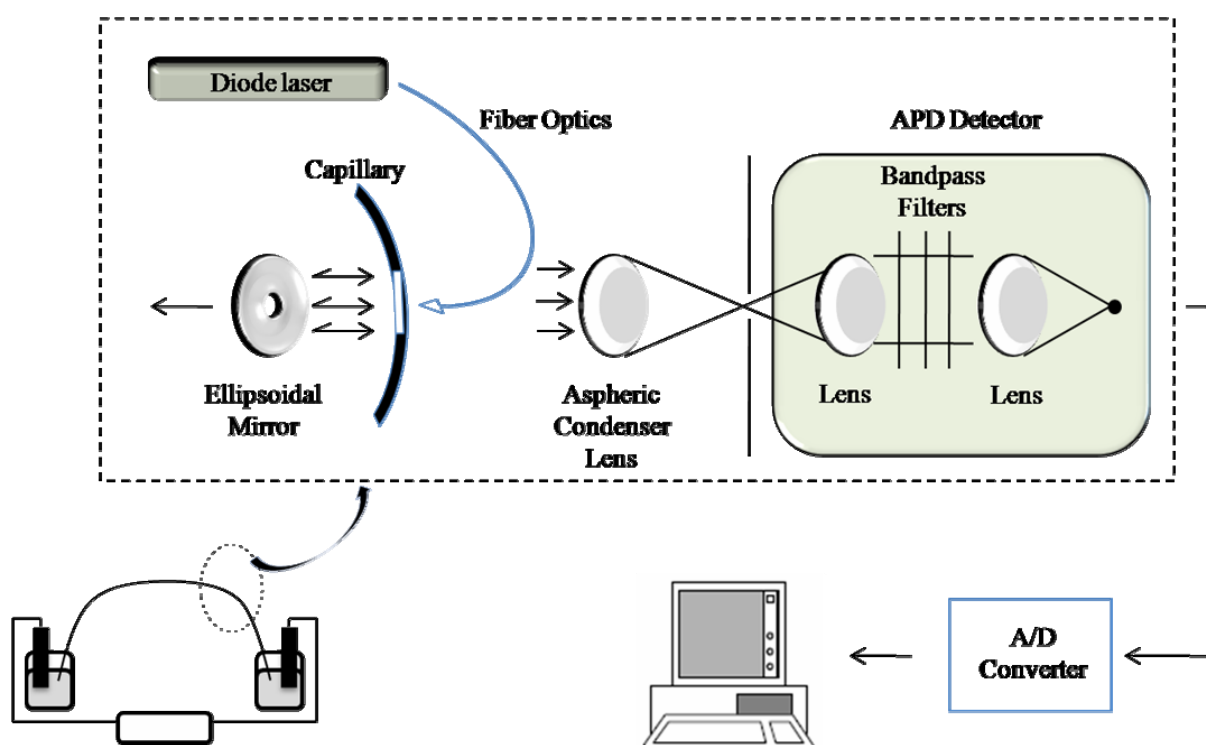 Diode laser
Fiber Optics
APD Detector
Capillary
Bandpass
Filters
Ellipsoidal
Mirror
Aspheric
Condenser
Lens
Lens
Lens
A/D
Converter